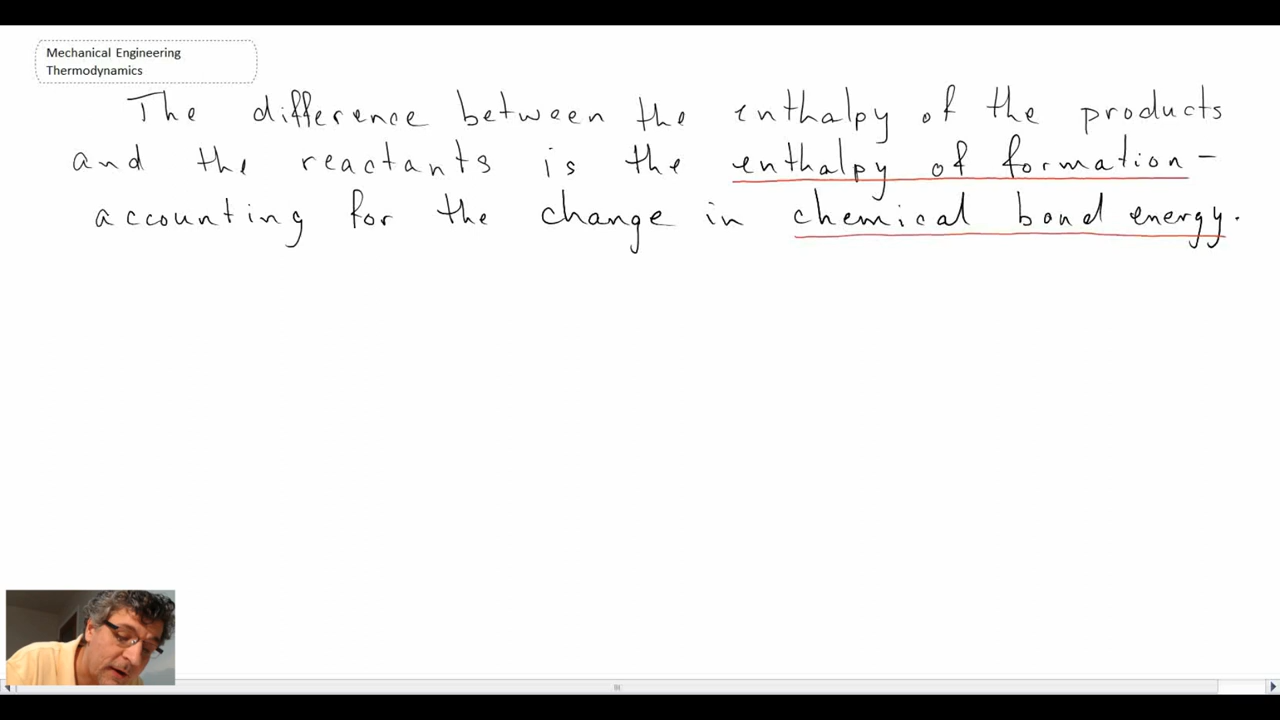 Mechanical Engineering
Thermodynamics
The difference between the enthalpy of the products
and the reactants is the enthalpy of formation –
accounting for the change in chemical bond energy.